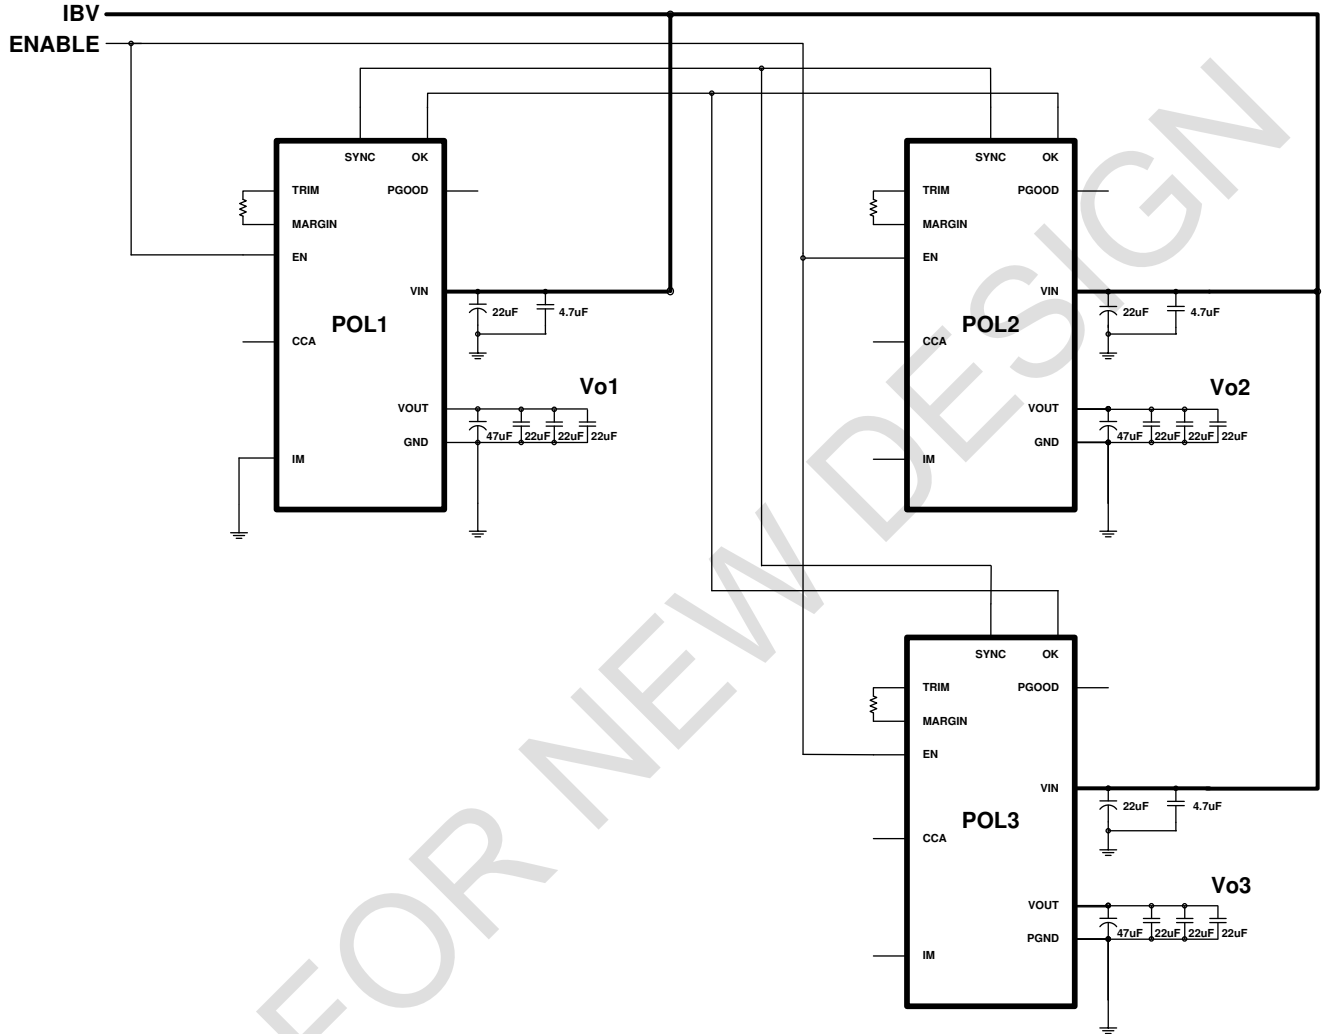 IBV
ENABLE
SYNC OK
TRIM PGOOD
MARGIN
EN
VIN
22uF 4.7uF
POL1
CCA
Vo1
VOUT
47uF 22uF 22uF 22uF
GND
IM
SYNC OK
TRIM PGOOD
MARGIN
EN
VIN
22uF 4.7uF
POL2
CCA
Vo2
VOUT
47uF 22uF 22uF 22uF
GND
IM
SYNC OK
TRIM PGOOD
MARGIN
EN
VIN
22uF 4.7uF
POL3
CCA
Vo3
VOUT
47uF 22uF 22uF 22uF
PGND
IM
FOR NEW DESIGN